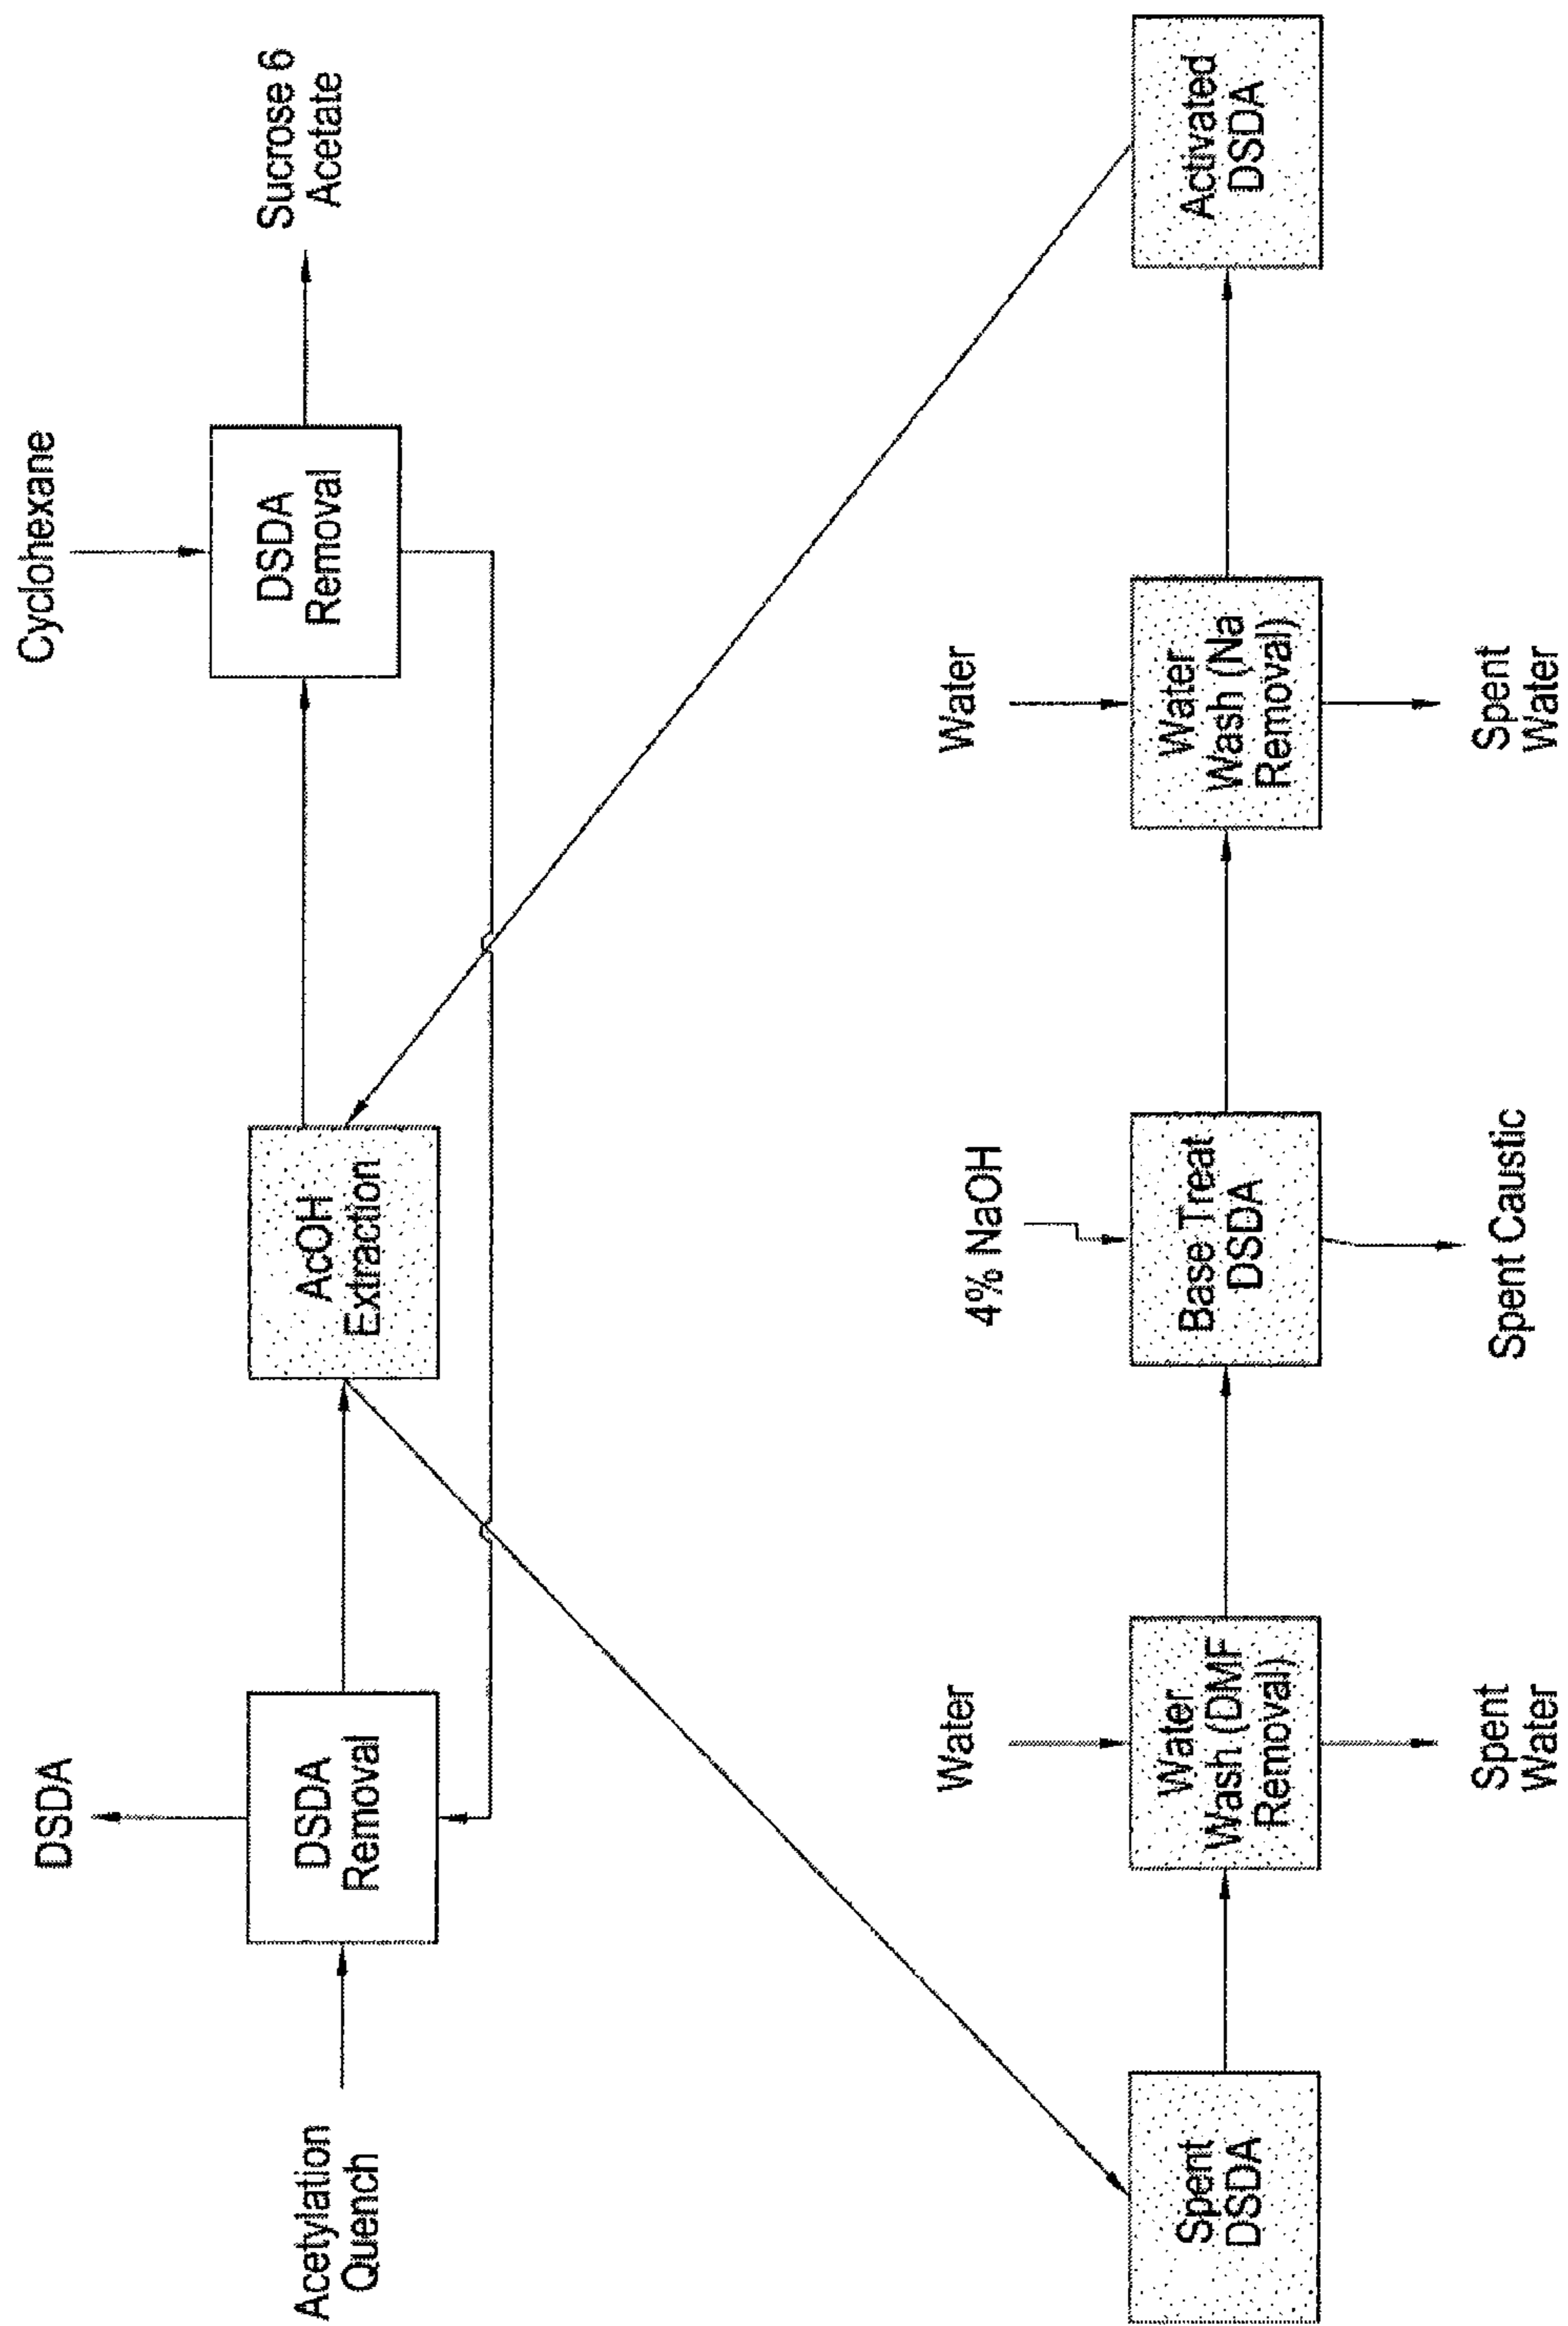 DSDA
Cyclohexane
Acetylation
Quench
DSDA
Removal
AcOH
Extraction
DSDA
Removal
Sucrose 6
Acetate
Water
4% NaOH
Water
Spent
DSDA
Water
Wash (DMF
Removal)
Base Treat
DSDA
Water
Wash (Na
Removal)
Activated
DSDA
Spent
Water
Spent Caustic
Spent
Water